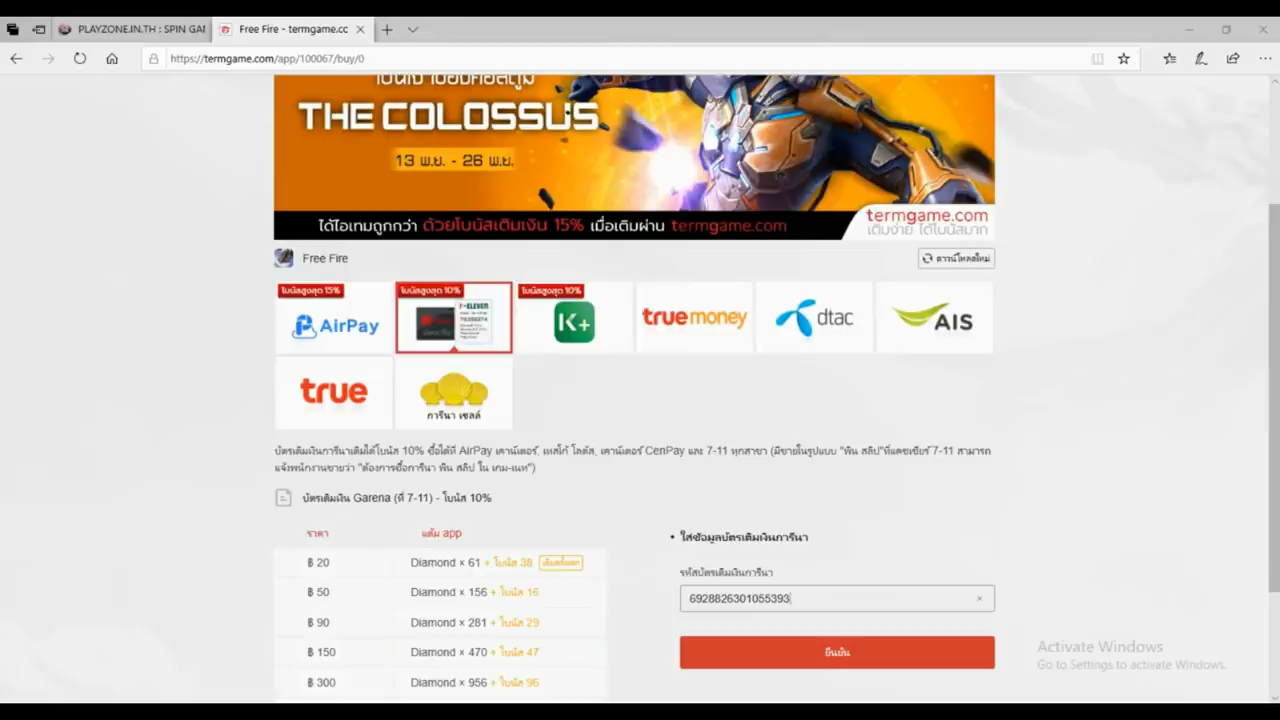 PLAYZONE.IN.TH : SPIN GAM
Free Fire - termgame.cc
https://termgame.com/app/100067/buy/0
THE COLOSSUS
13 พ.ย. - 26 พ.ย.
ได้ไอเทมถูกกว่า ด้วยโบนัสเติมเงิน 15% เมื่อเติมผ่าน termgame.com
termgame.com
เติมง่าย ได้โบนัสมาก
Free Fire
ดาวน์โหลดใหม่
โบนัสสูงสุด 15%
โบนัสสูงสุด 10%
โบนัสสูงสุด 10%
AirPay
K+
truemoney
dtac
AIS
true
การีนา เชลล์
บัตรเติมเงินการีนาเติมได้โบนัส 10% ซื้อได้ที่ AirPay เคาน์เตอร์, เทสโก้ โลตัส, เคาน์เตอร์ CenPay และ 7-11 ทุกสาขา (มีขายในรูปแบบ "พิน สลิป"ที่แคชเชียร์7-11 สามารถ
แจ้งพนักงานขายว่า "ต้องการซื้อการีนา พิน สลิป ใน เกม-เนท")
บัตรเติมเงิน Garena (ที่ 7-11) - โบนัส 10%
ราคา แต้ม app
฿ 20 Diamond × 61 + โบนัส 38
฿ 50 Diamond × 156 + โบนัส 16
฿ 90 Diamond × 281 + โบนัส 29
฿ 150 Diamond × 470 + โบนัส 47
฿ 300 Diamond × 956 + โบนัส 96
• ใส่ข้อมูลบัตรเติมเงินการีนา
รหัสบัตรเติมเงินการีนา
6928826301055393
ยืนยัน
Activate Windows
Go to Settings to activate Windows.